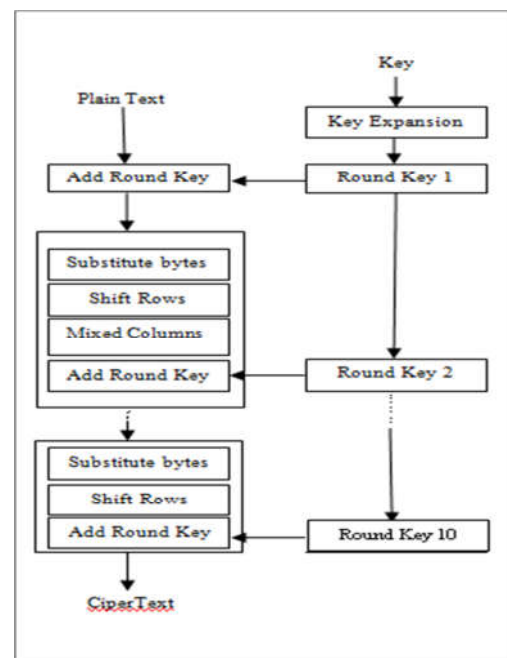 Key
Plain Text
Key Expansion
Add Round Key
Round Key 1
Substitute bytes
Shift Rows
Mixed Columns
Add Round Key
Round Key 2
Substitute bytes
Shift Rows
Add Round Key
Round Key 10
CiperText